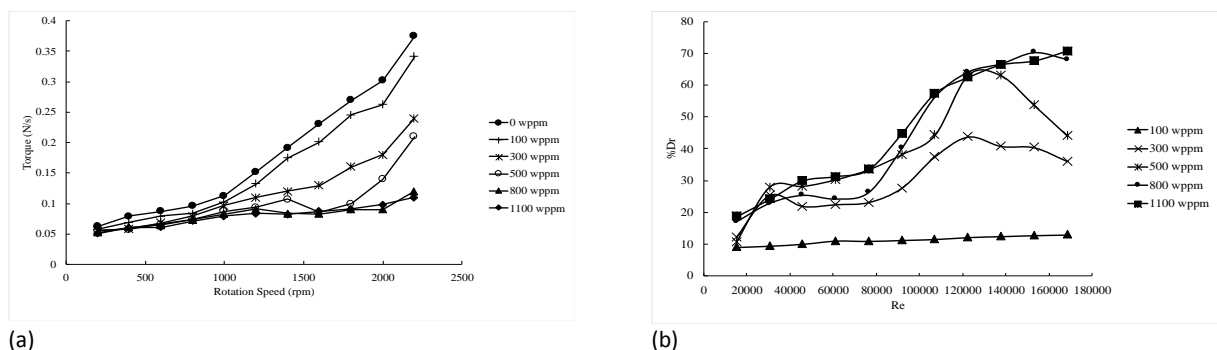 0.4
0.35
0.3
0.25
0.2
0.15
0.1
0.05
0
Torque (N/s)
0 500 1000 1500 2000 2500
Rotation Speed (rpm)
0 wppm
100 wppm
300 wppm
500 wppm
800 wppm
1100 wppm
(a)
80
70
60
50
40
30
20
10
0
%Dr
0 20000 40000 60000 80000 100000 120000 140000 160000 180000
Re
100 wppm
300 wppm
500 wppm
800 wppm
1100 wppm
(b)